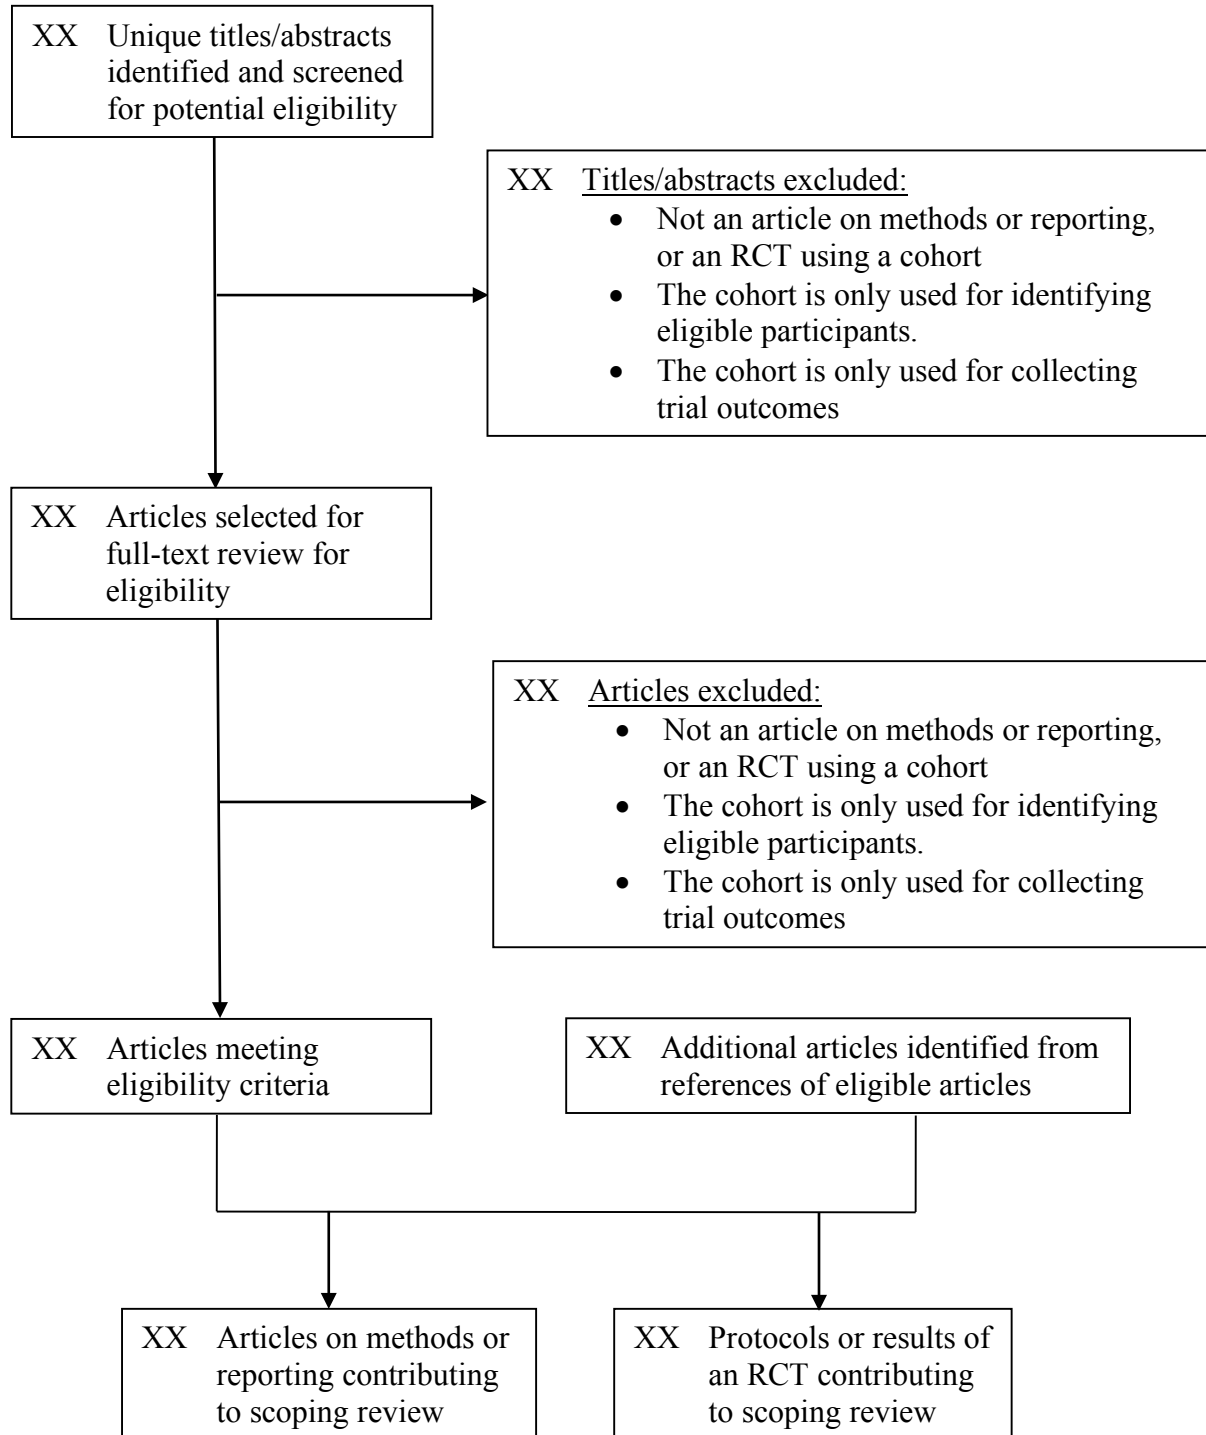 XX Unique titles/abstracts
identified and screened
for potential eligibility
XX Titles/abstracts excluded:
• Not an article on methods or reporting,
or an RCT using a cohort
• The cohort is only used for identifying
eligible participants.
• The cohort is only used for collecting
trial outcomes
XX Articles selected for
full-text review for
eligibility
XX Articles excluded:
• Not an article on methods or reporting,
or an RCT using a cohort
• The cohort is only used for identifying
eligible participants.
• The cohort is only used for collecting
trial outcomes
XX Articles meeting
eligibility criteria
XX Additional articles identified from
references of eligible articles
XX Articles on methods or
reporting contributing
to scoping review
XX Protocols or results of
an RCT contributing
to scoping review